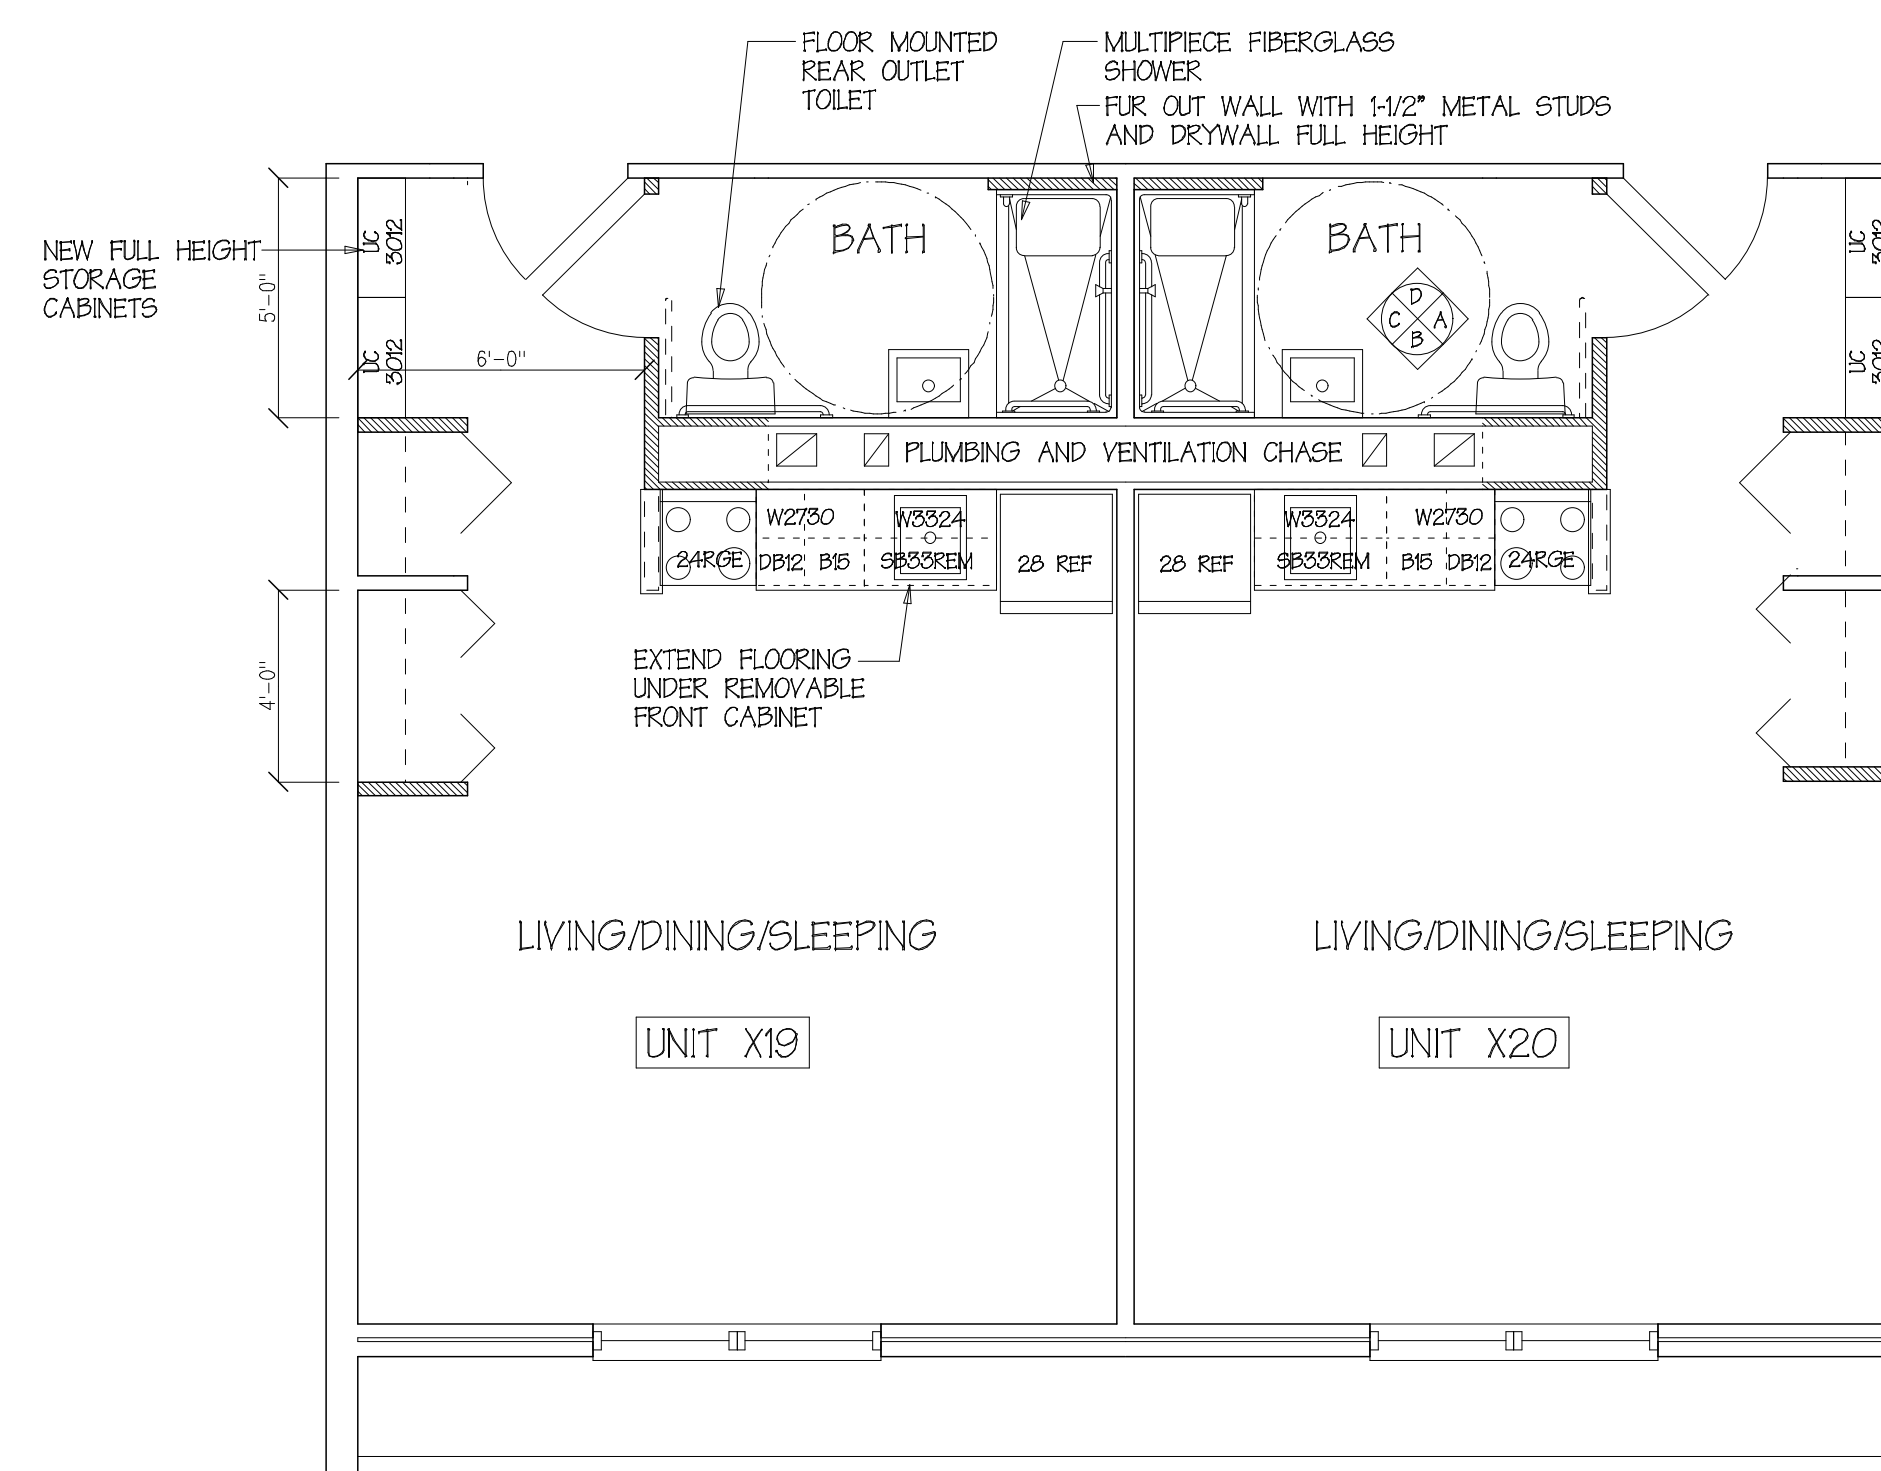 FLOOR MOUNTED
REAR OUTLET
TOILET
MULTIPIECE FIBERGLASS
SHOWER
FUR OUT WALL WITH 1-1/2" METAL STUDS
AND DRYWALL FULL HEIGHT
NEW FULL HEIGHT
STORAGE
CABINETS
5'-0"
UC
3012
UC
3012
6'-0"
BATH
BATH
D
C A
B
UC
3012
UC
3012
PLUMBING AND VENTILATION CHASE
W2730
W3324
24RGE
DB12
B15
SB33REM
28 REF
28 REF
W3324
W2730
SB33REM
B15
DB12
24RGE
EXTEND FLOORING
UNDER REMOVABLE
FRONT CABINET
4'-0"
LIVING/DINING/SLEEPING
LIVING/DINING/SLEEPING
UNIT X19
UNIT X20